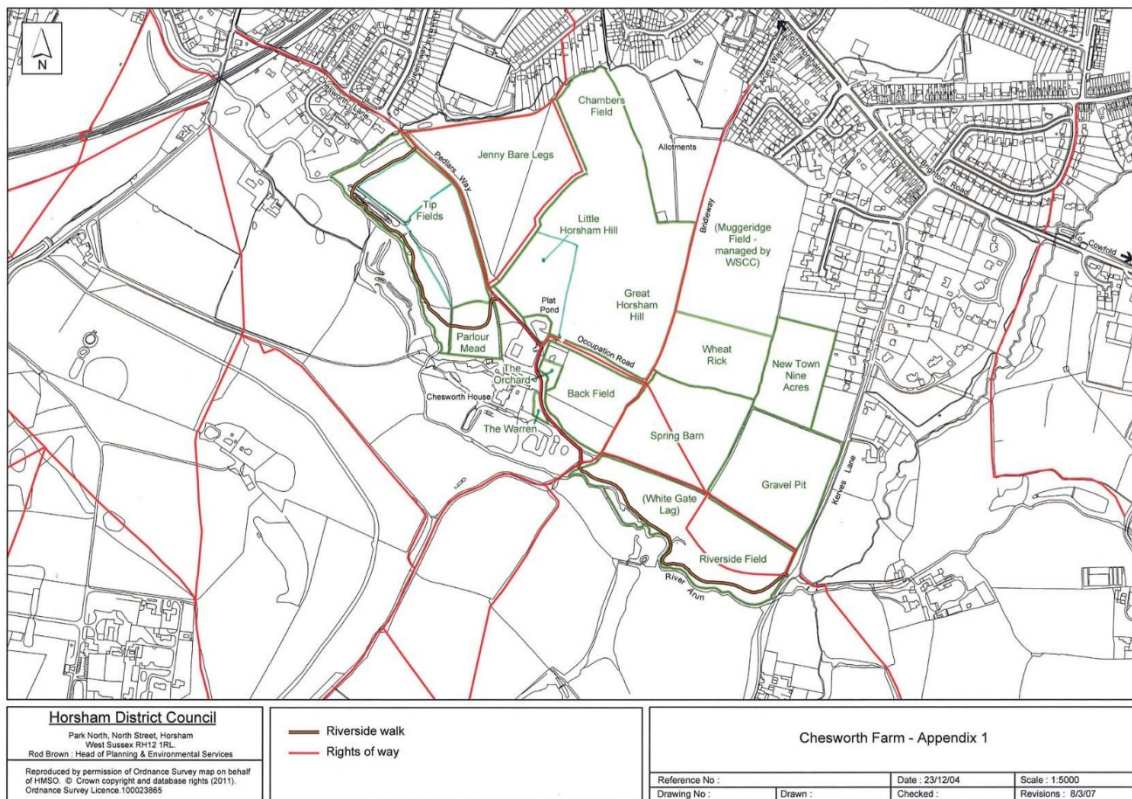 N
Chesworth Lane
Chambers
Field
Jenny Bare Legs
Allotments
Pedlars Way
Tip
Fields
Bridleway
Little
Horsham Hill
(Muggeridge
Field -
managed by
WSCC)
Brighton
Road
To Cowfold
Plat
Pond
Great
Horsham
Hill
Occupation Road
Parlour
Mead
Wheat
Rick
New Town
Nine
Acres
The
Orchard
Chesworth House
Back Field
The Warren
Spring Barn
Kerves Lane
Gravel Pit
(White Gate
Lag)
Riverside Field
River
Arun
Horsham District Council
Park North, North Street, Horsham
West Sussex RH12 1RL.
Rod Brown : Head of Planning & Environmental Services
Reproduced by permission of Ordnance Survey map on behalf
of HMSO. © Crown copyright and database rights (2011).
Ordnance Survey Licence.100023865
Riverside walk
Rights of way
Chesworth Farm - Appendix 1
Reference No :
Date : 23/12/04
Scale : 1:5000
Drawing No :
Drawn :
Checked :
Revisions : 8/3/07